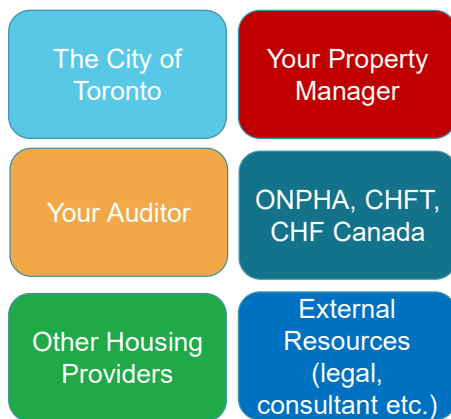 The City of
Toronto
Your Property
Manager
Your Auditor
ONPHA, CHFT,
CHF Canada
Other Housing
Providers
External
Resources
(legal,
consultant etc.)